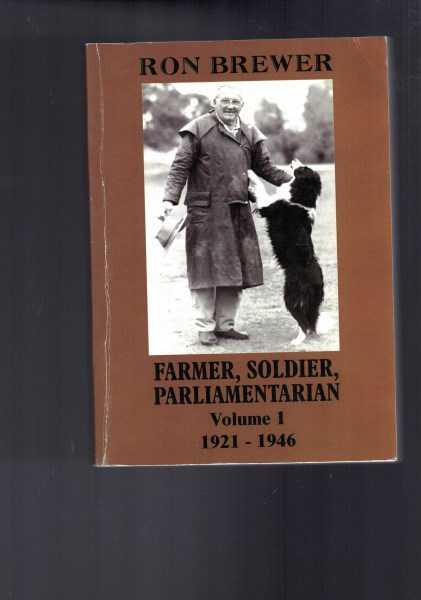 RON BREWER
FARMER, SOLDIER,
PARLIAMENTARIAN
Volume 1
1921 - 1946